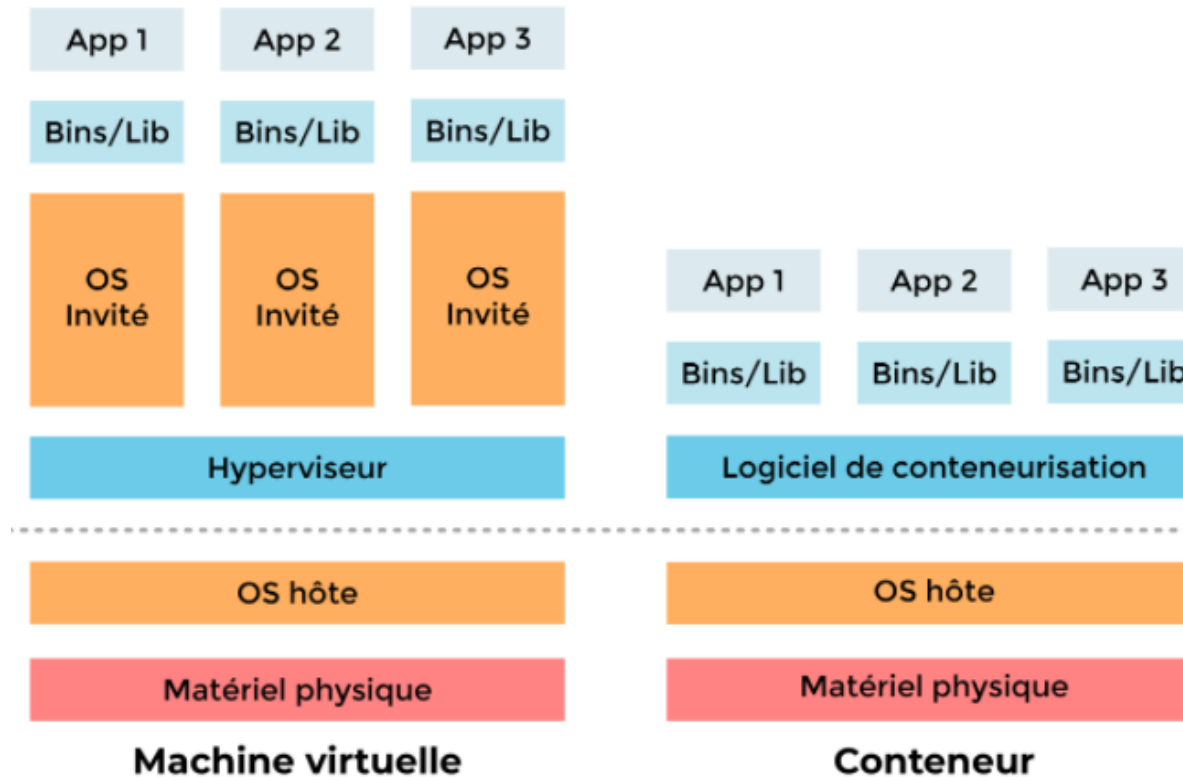 App 1
App 2
App 3
Bins/Lib
Bins/Lib
Bins/Lib
OS
Invité
OS
Invité
OS
Invité
Hyperviseur
OS hôte
Matériel physique
Machine virtuelle
App 1
App 2
App 3
Bins/Lib
Bins/Lib
Bins/Lib
Logiciel de conteneurisation
OS hôte
Matériel physique
Conteneur